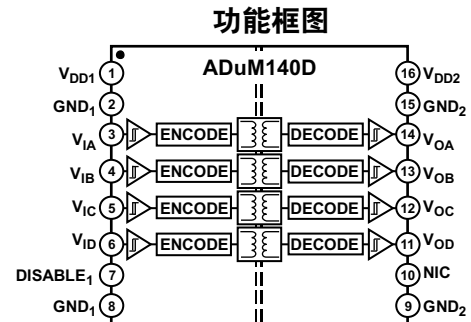 功能框图
ADuM140D
VDD1 1 16 VDD2
GND1 2 15 GND2
VIA 3 ENCODE DECODE 14 VOA
VIB 4 ENCODE DECODE 13 VOB
VIC 5 ENCODE DECODE 12 VOC
VID 6 ENCODE DECODE 11 VOD
DISABLE1 7 10 NIC
GND1 8 9 GND2